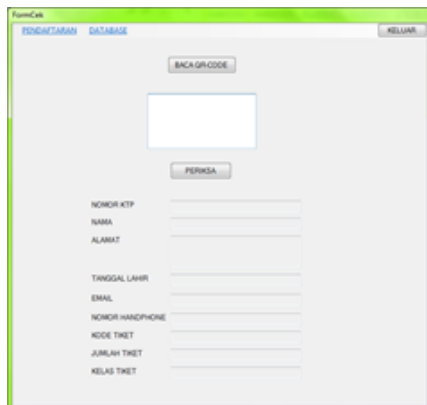 FormCek
PENDAFTARAN DATABASE KELUAR
BACA QR-CODE
PERIKSA
NOMOR KTP
NAMA
ALAMAT
TANGGAL LAHIR
EMAIL
NOMOR HANDPHONE
KODE TIKET
JUMLAH TIKET
KELAS TIKET